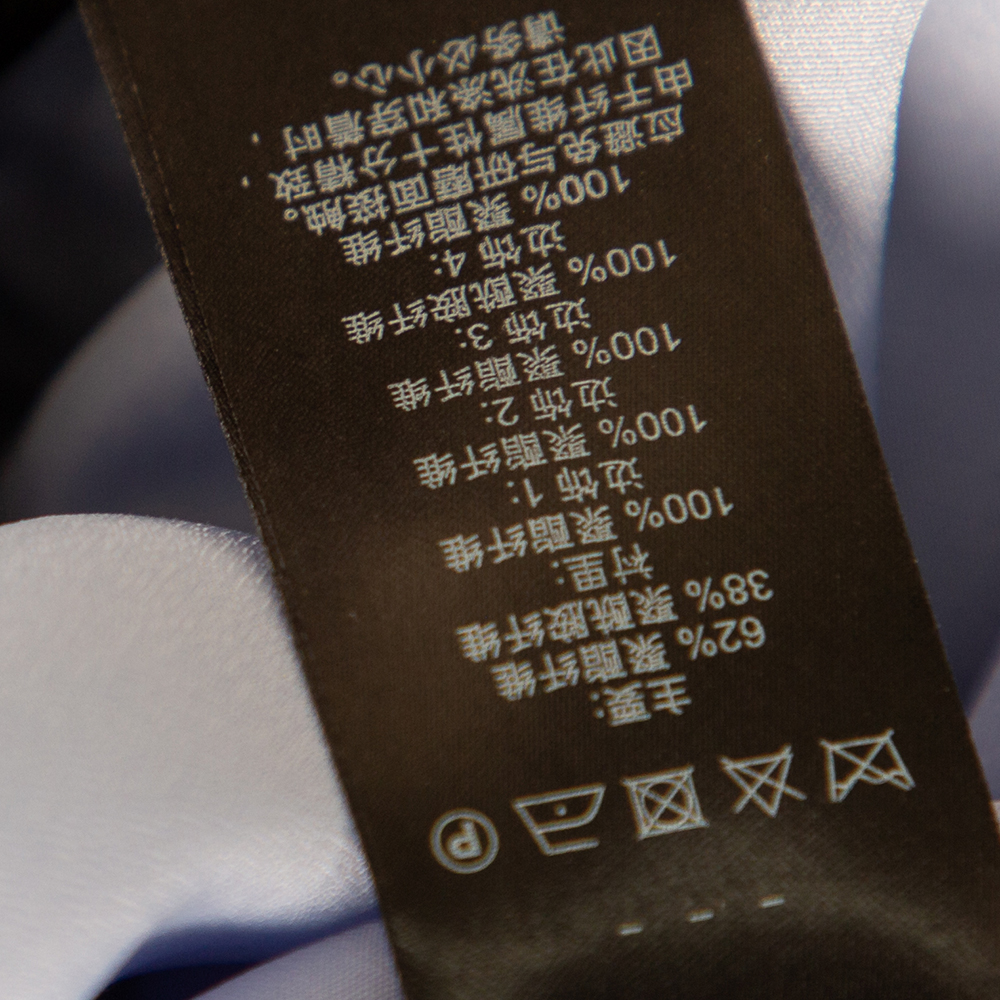 P
主要:
62% 聚酯纤维
38% 聚酰胺纤维
衬里:
100% 聚酯纤维
边饰 1:
100% 聚酯纤维
边饰 2:
100% 聚酯纤维
边饰 3:
100% 聚酰胺纤维
边饰 4:
100% 聚酯纤维
应避免与研磨面接触。
由于纤维属性十分精致,
因此在洗涤和穿着时,
请务必小心。